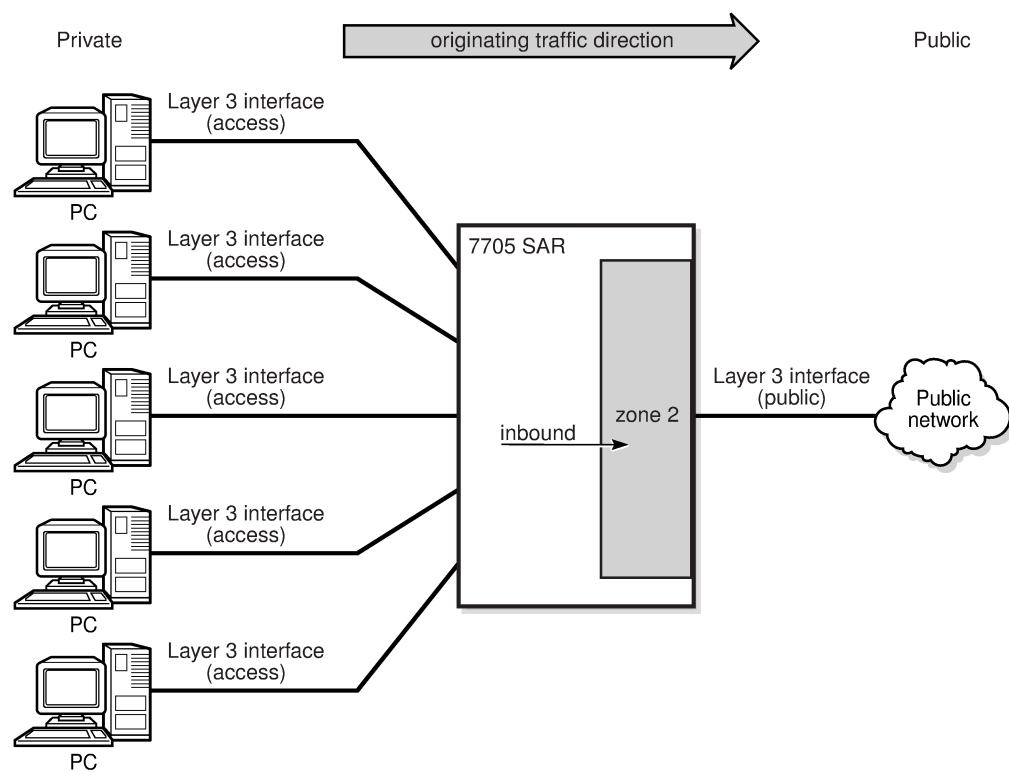 Private
originating traffic direction
Public
Layer 3 interface
(access)
PC
Layer 3 interface
(access)
PC
Layer 3 interface
(access)
PC
Layer 3 interface
(access)
PC
Layer 3 interface
(access)
PC
7705 SAR
inbound
zone 2
Layer 3 interface
(public)
Public
network